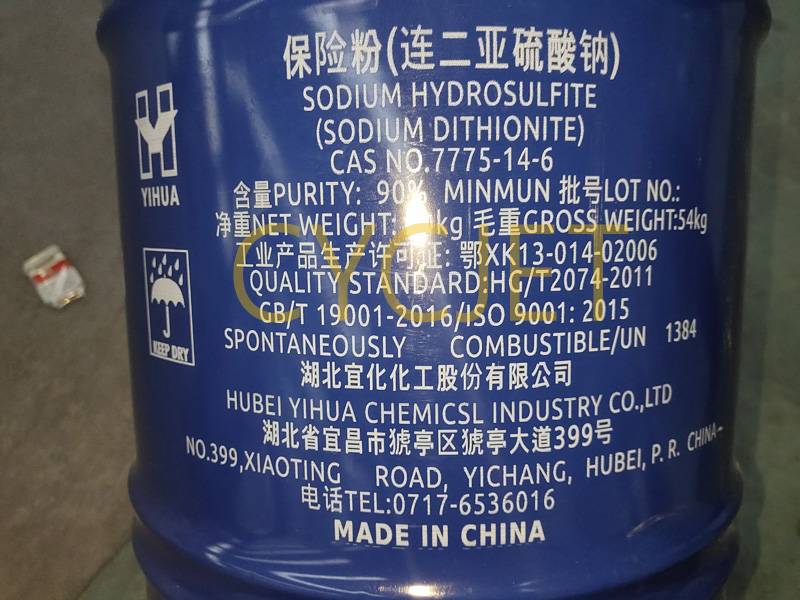 保险粉(连二亚硫酸钠)
SODIUM HYDROSULFITE
(SODIUM DITHIONITE)
CAS NO.7775-14-6
YIHUA
含量PURITY: 90% MINMUN 批号LOT NO.:
净重NET WEIGHT: kg 毛重GROSS WEIGHT:54kg
工业产品生产许可证: 鄂XK13-014-02006
CYCJET
QUALITY STANDARD:HG/T2074-2011
GB/T 19001-2016/ISO 9001: 2015
SPONTANEOUSLY COMBUSTIBLE/UN 1384
KEEP DRY
湖北宜化化工股份有限公司
HUBEI YIHUA CHEMICSL INDUSTRY CO.,LTD
湖北省宜昌市猇亭区猇亭大道399号
NO.399,XIAOTING ROAD, YICHANG, HUBEI, P. R. CHINA-
电话TEL:0717-6536016
MADE IN CHINA